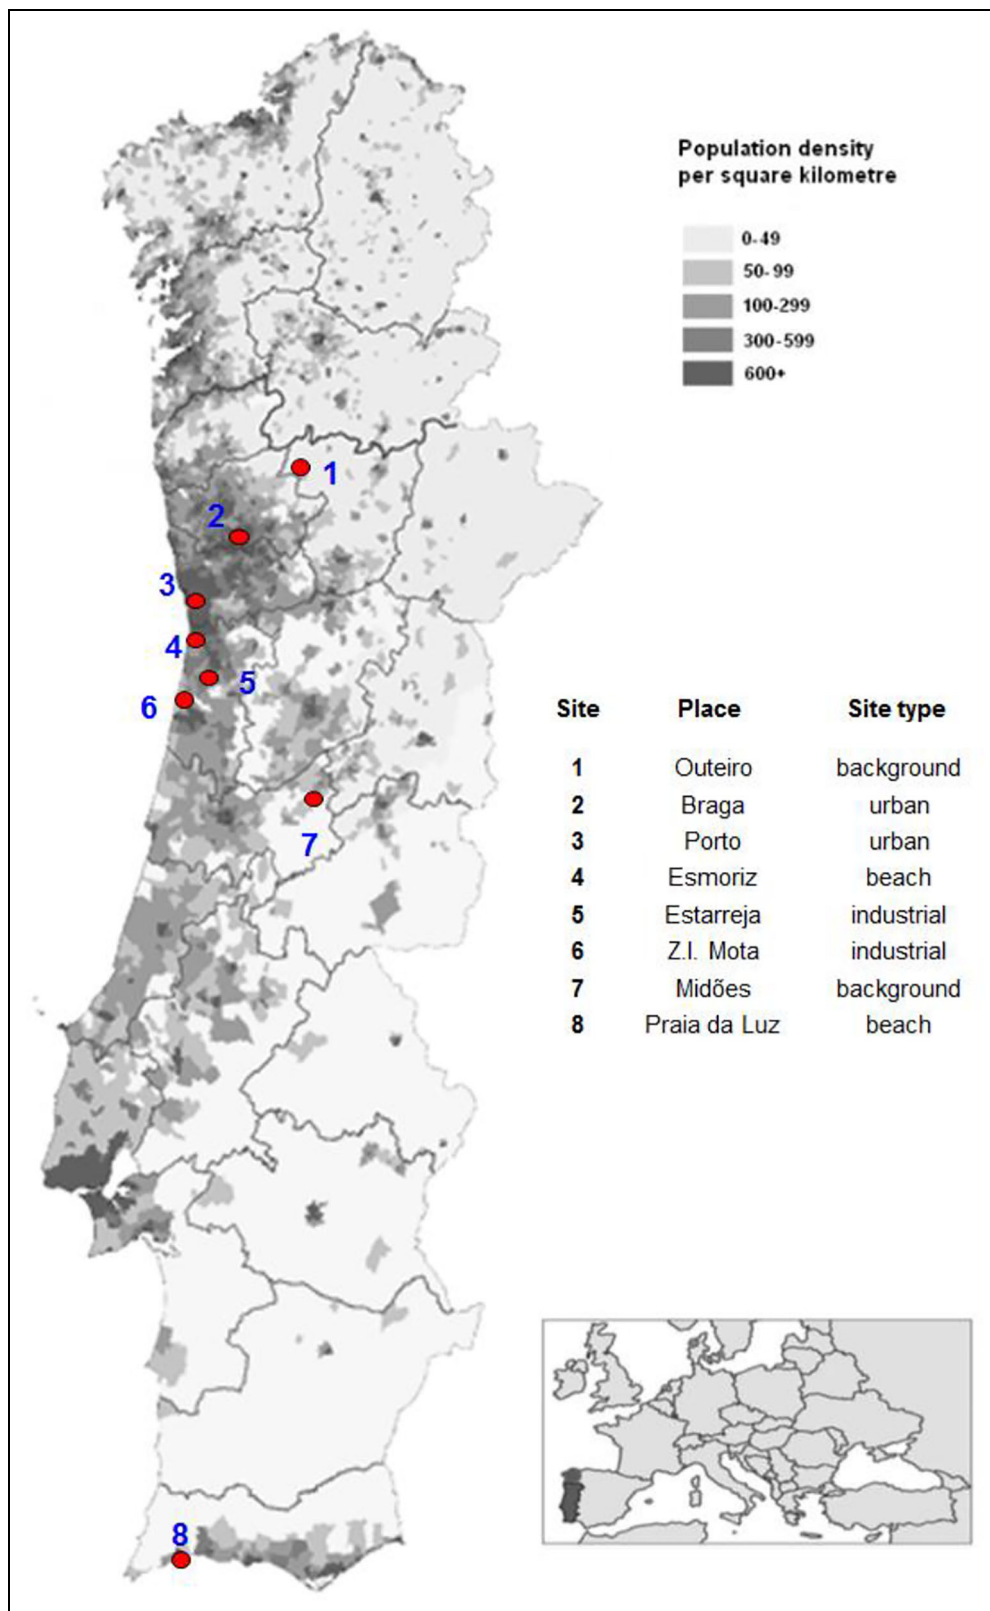 Population density
per square kilometre
0-49
50-99
100-299
300-599
600+
1
2
3
4
5
6
7
8
Site Place Site type
1 Outeiro background
2 Braga urban
3 Porto urban
4 Esmoriz beach
5 Estarreja industrial
6 Z.I. Mota industrial
7 Midões background
8 Praia da Luz beach